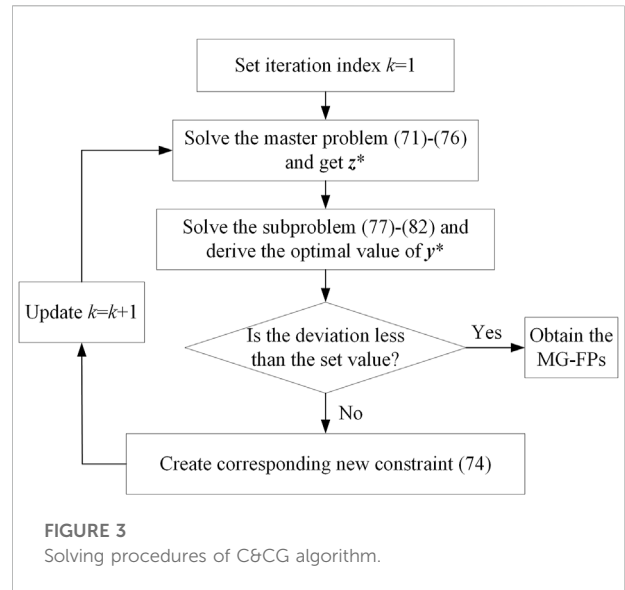 Set iteration index k=1
Solve the master problem (71)-(76)
and get z*
Solve the subproblem (77)-(82) and
derive the optimal value of y*
Update k=k+1
Is the deviation less
than the set value?
Yes
Obtain the
MG-FPs
No
Create corresponding new constraint (74)
FIGURE 3
Solving procedures of C&CG algorithm.